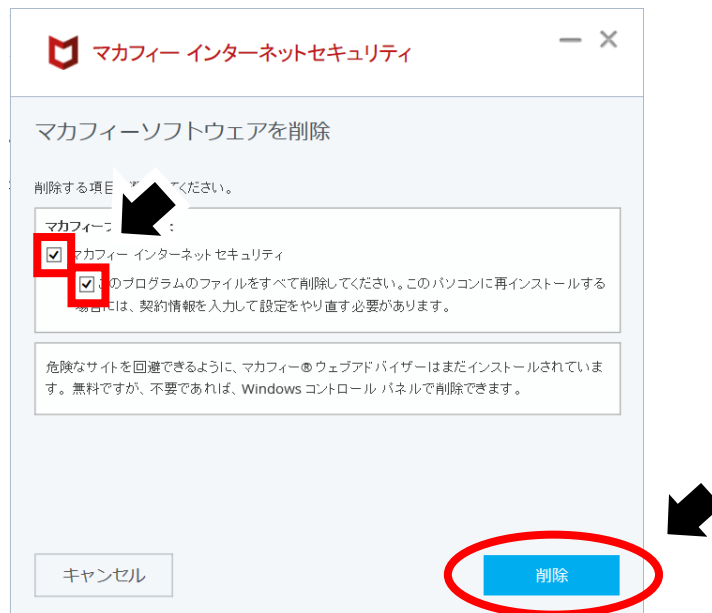 マカフィー インターネットセキュリティ
マカフィーソフトウェアを削除
削除する項目 てください。
マカフィー :
マカフィー インターネット セキュリティ
このプログラムのファイルをすべて削除してください。このパソコンに再インストールする
場合には、契約情報を入力して設定をやり直す必要があります。
危険なサイトを回避できるように、マカフィー® ウェブアドバイザーはまだインストールされていま
す。無料ですが、不要であれば、Windows コントロール パネルで削除できます。
キャンセル
削除